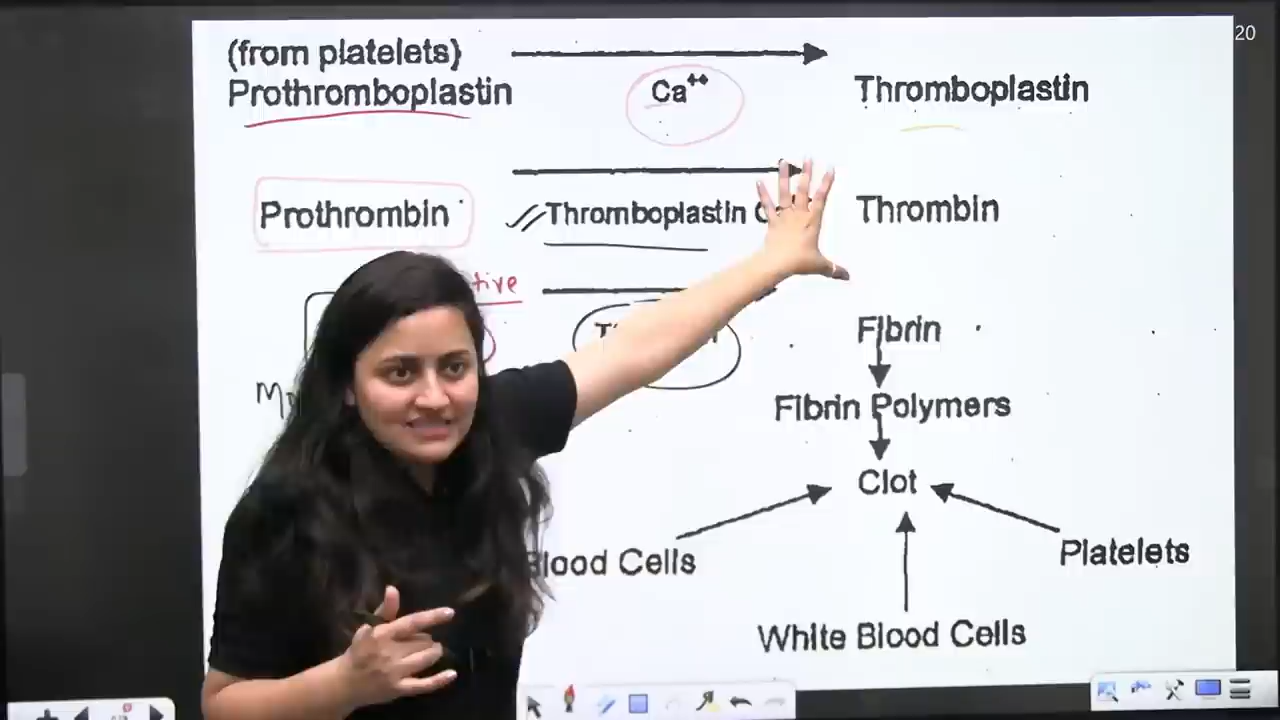 20
(from platelets)
Prothromboplastin
Ca++
Thromboplastin
Prothrombin
Thromboplastin
Thrombin
Fibrin
Fibrin Polymers
Clot
Blood Cells
Platelets
White Blood Cells